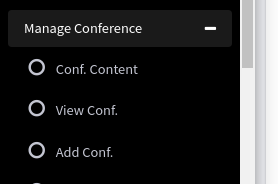 Manage Conference
Conf. Content
View Conf.
Add Conf.